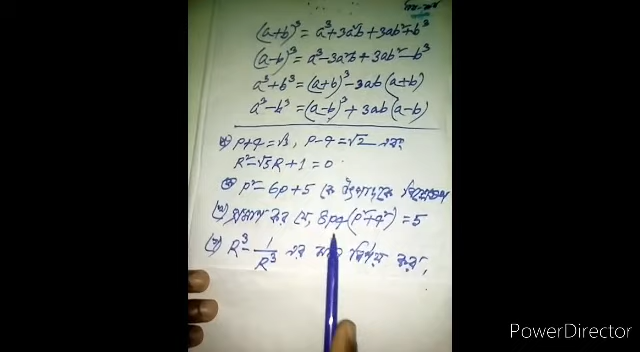 (a+b)³ = a³+3a²b+3ab²+b³
(a-b)³ = a³-3a²b+3ab²-b³
a³+b³ = (a+b)³-3ab(a+b)
a³-b³ = (a-b)³+3ab(a-b)
p+q=√3, p-q=√2 এবং
R²-√5R+1=0
p²-6p+5 কে উৎপাদকে বিশ্লেষণ
প্রমাণ কর যে, 8pq(p²+q²)=5
(গ) R³-1/R³ এর মান নির্ণয় কর।
PowerDirector